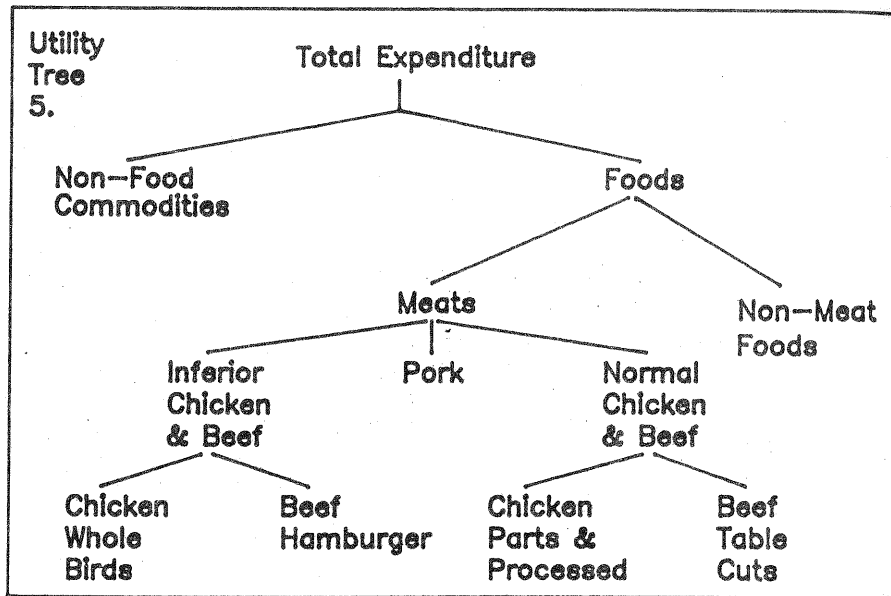 Utility
Tree
5.
Total Expenditure
Non-Food
Commodities
Foods
Meats
Non-Meat
Foods
Inferior
Chicken
& Beef
Pork
Normal
Chicken
& Beef
Chicken
Whole
Birds
Beef
Hamburger
Chicken
Parts &
Processed
Beef
Table
Cuts